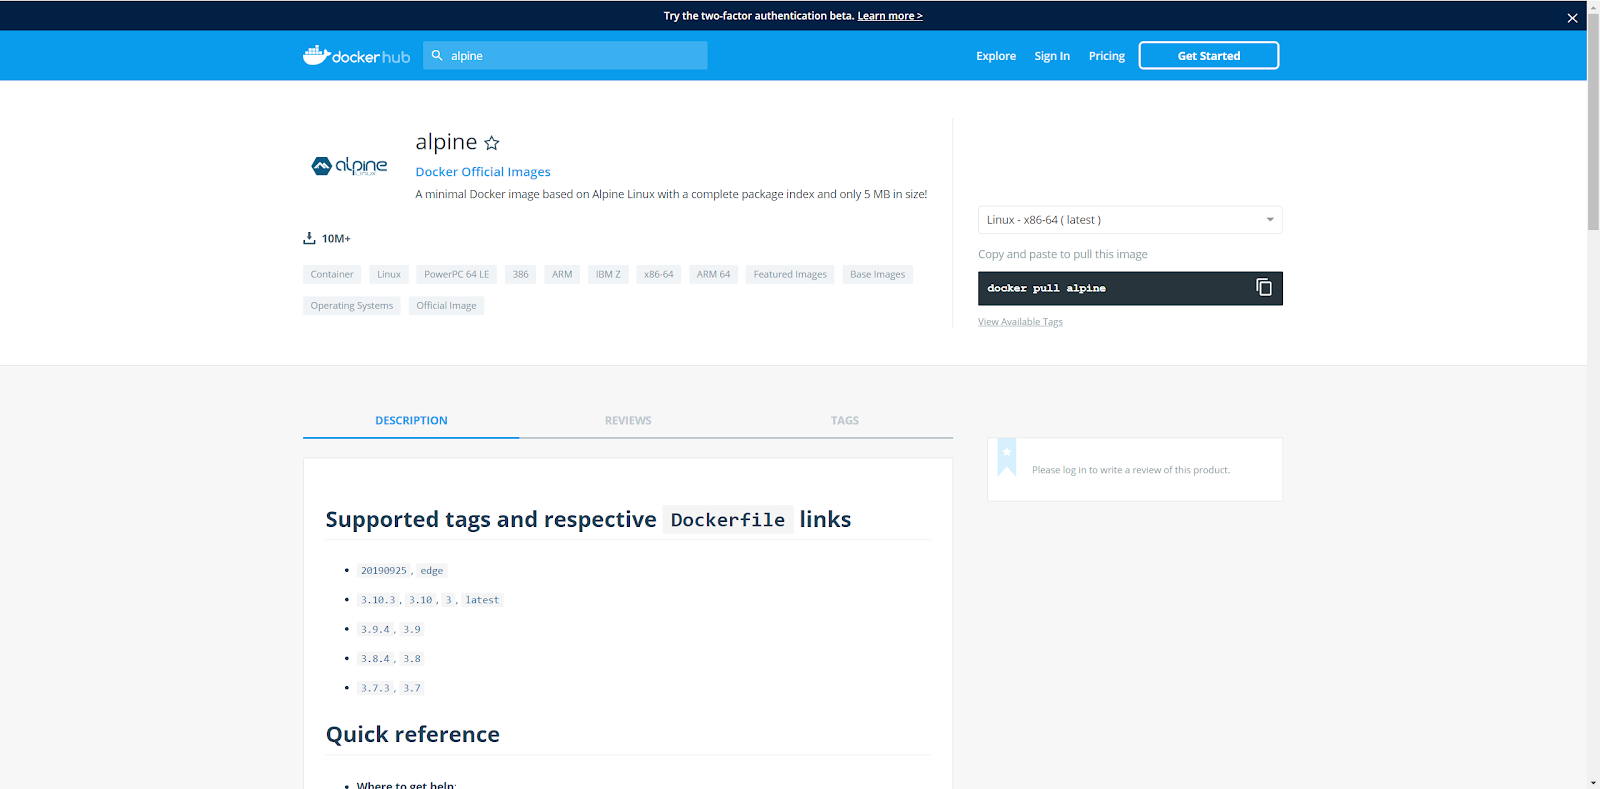 Try the two-factor authentication beta. Learn more >
docker hub
alpine
Explore Sign In Pricing Get Started
alpine
LINUX
alpine
Docker Official Images
A minimal Docker image based on Alpine Linux with a complete package index and only 5 MB in size!
10M+
Container Linux PowerPC 64 LE 386 ARM IBM Z x86-64 ARM 64 Featured Images Base Images
Operating Systems Official Image
Linux - x86-64 ( latest )
Copy and paste to pull this image
docker pull alpine
View Available Tags
DESCRIPTION REVIEWS TAGS
Please log in to write a review of this product.
Supported tags and respective Dockerfile links
• 20190925, edge
• 3.10.3, 3.10, 3, latest
• 3.9.4, 3.9
• 3.8.4, 3.8
• 3.7.3, 3.7
Quick reference
• Where to get help: